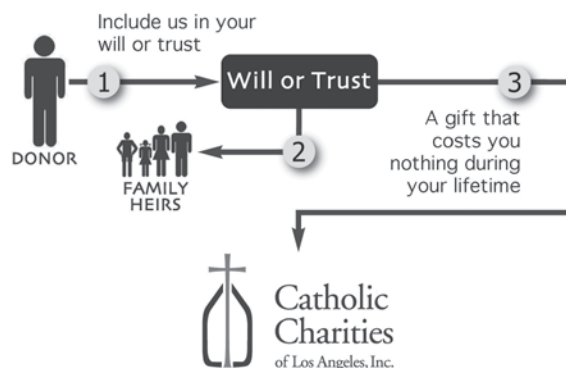 Include us in your
will or trust
1
Will or Trust
3
DONOR
2
FAMILY
HEIRS
A gift that
costs you
nothing during
your lifetime
Catholic
Charities
of Los Angeles, Inc.